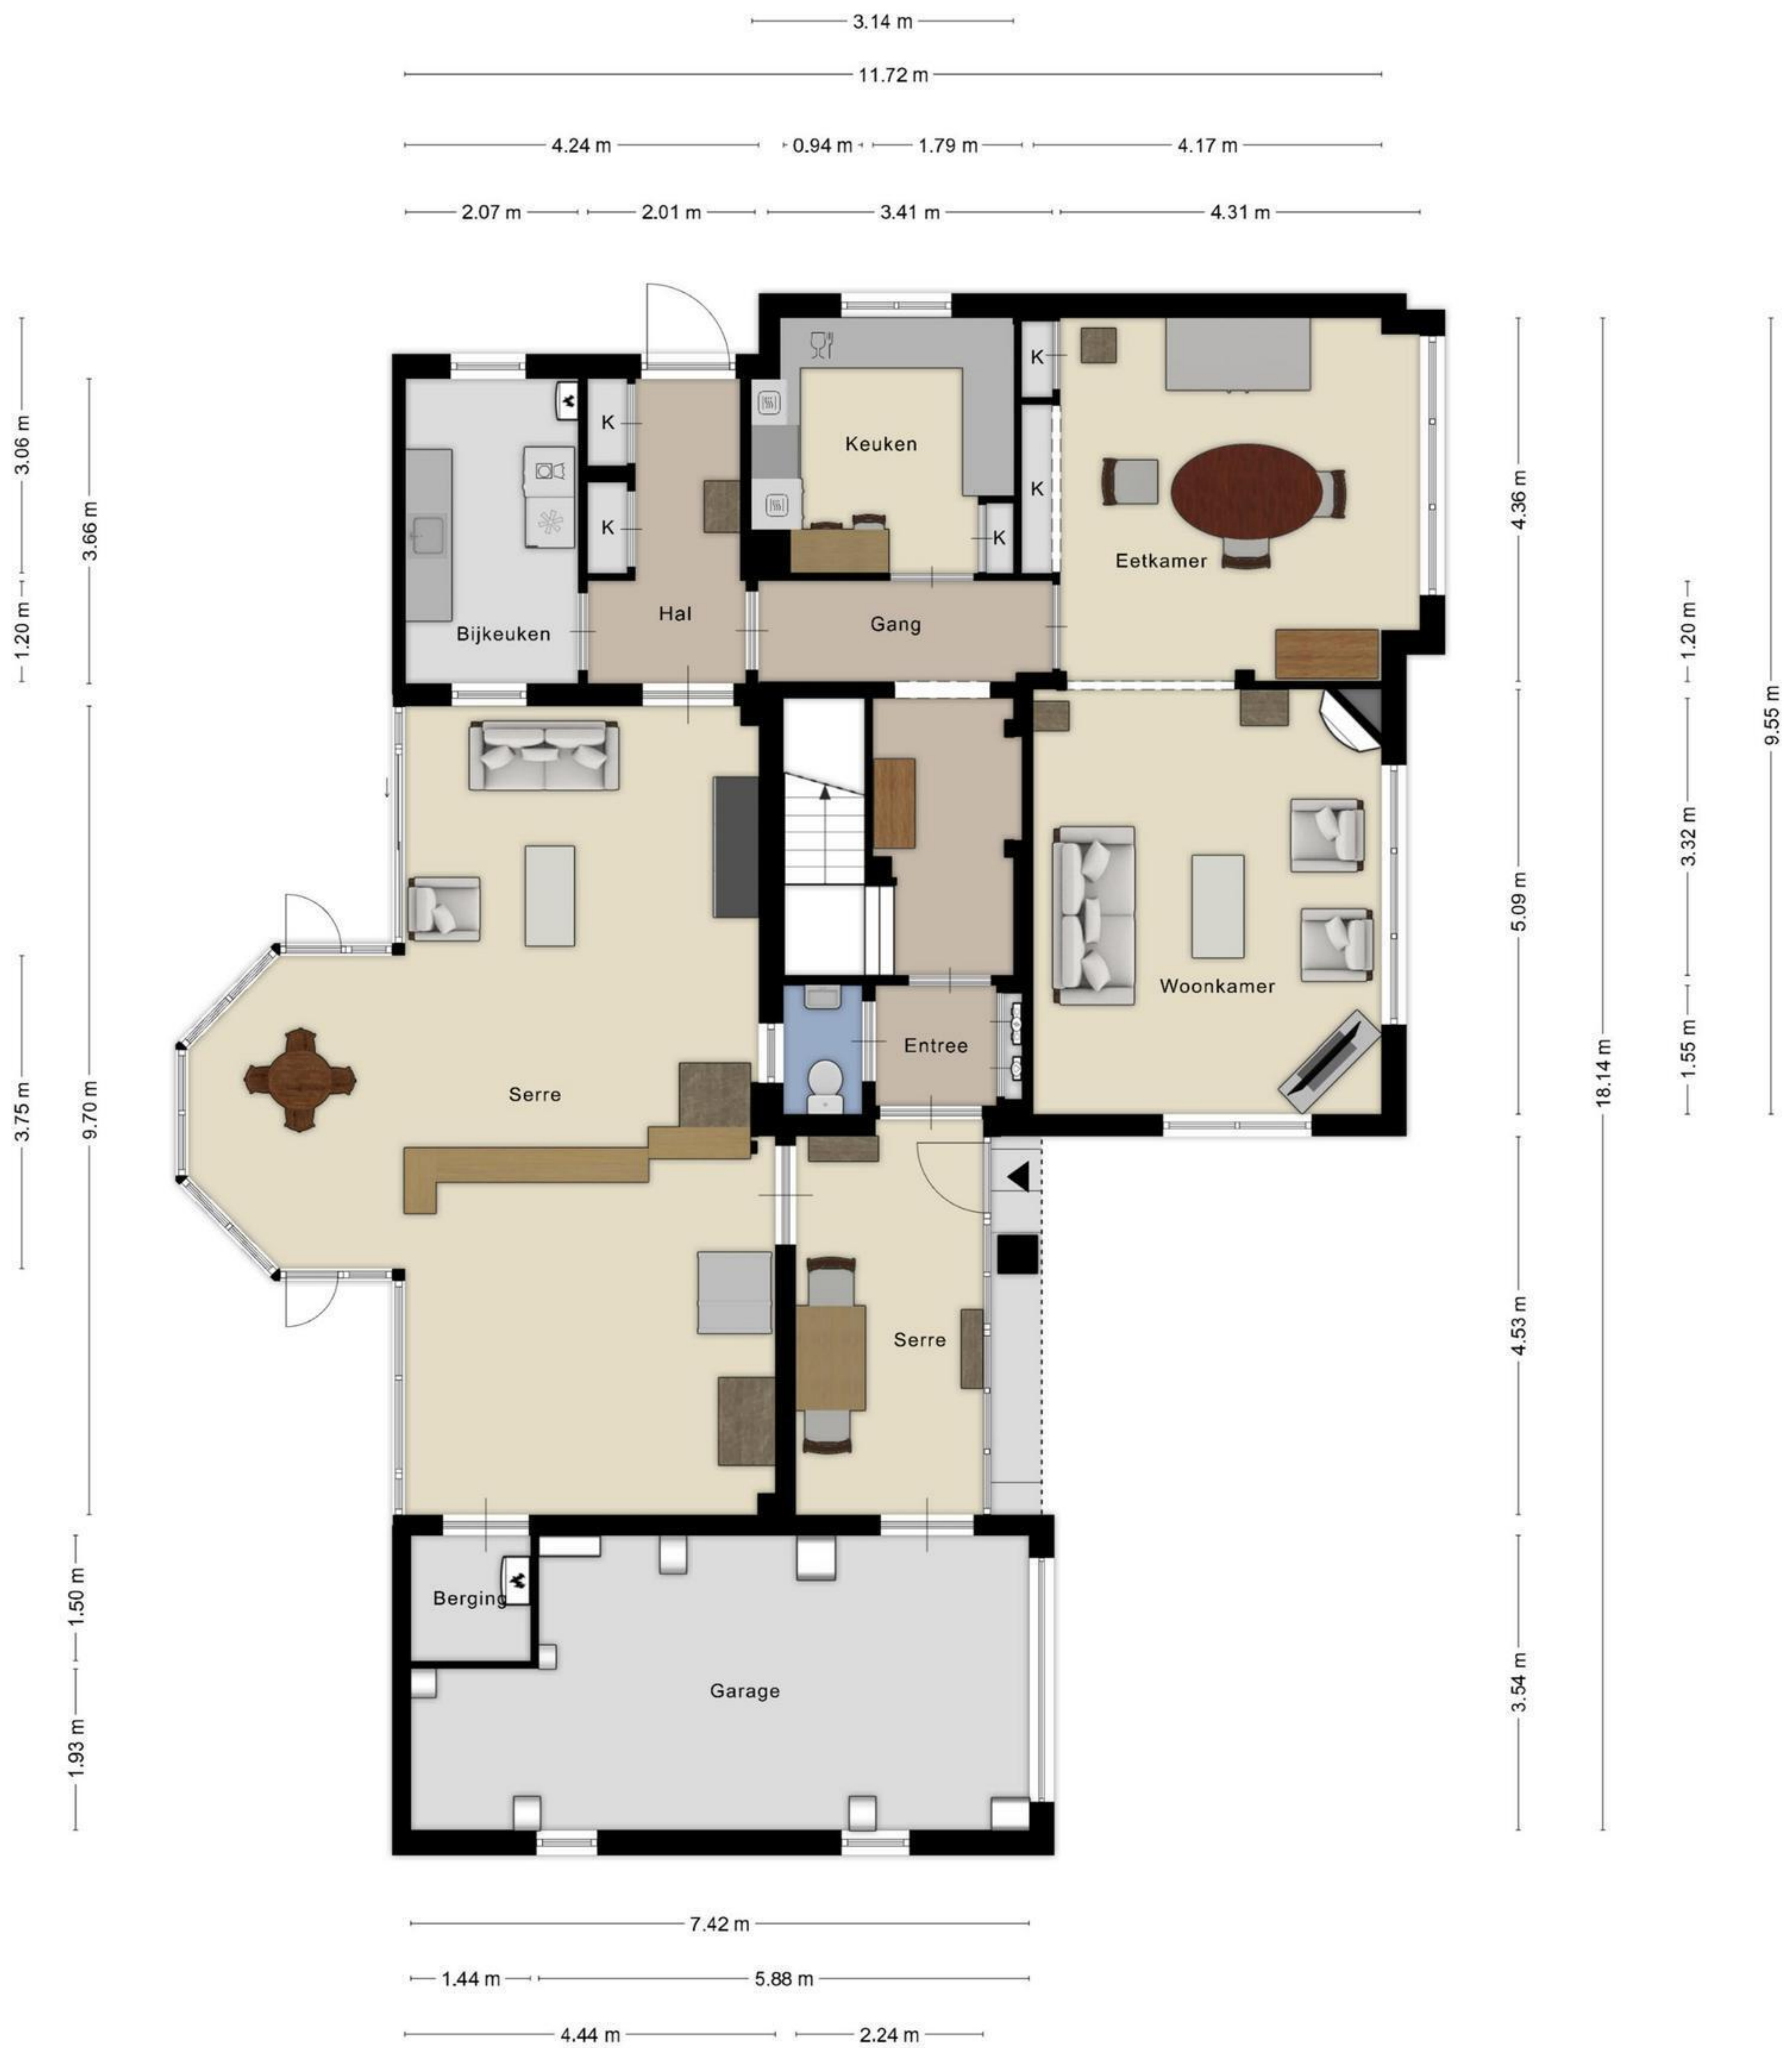 3.14 m
11.72 m
4.24 m
0.94 m
1.79 m
4.17 m
2.07 m
2.01 m
3.41 m
4.31 m
3.06 m
1.20 m
3.66 m
3.75 m
9.70 m
1.50 m
1.93 m
4.36 m
5.09 m
4.53 m
3.54 m
18.14 m
1.20 m
3.32 m
1.55 m
9.55 m
K
K
K
K
K
Keuken
Eetkamer
Bijkeuken
Hal
Gang
Woonkamer
Entree
Serre
Serre
Berging
Garage
7.42 m
1.44 m
5.88 m
4.44 m
2.24 m